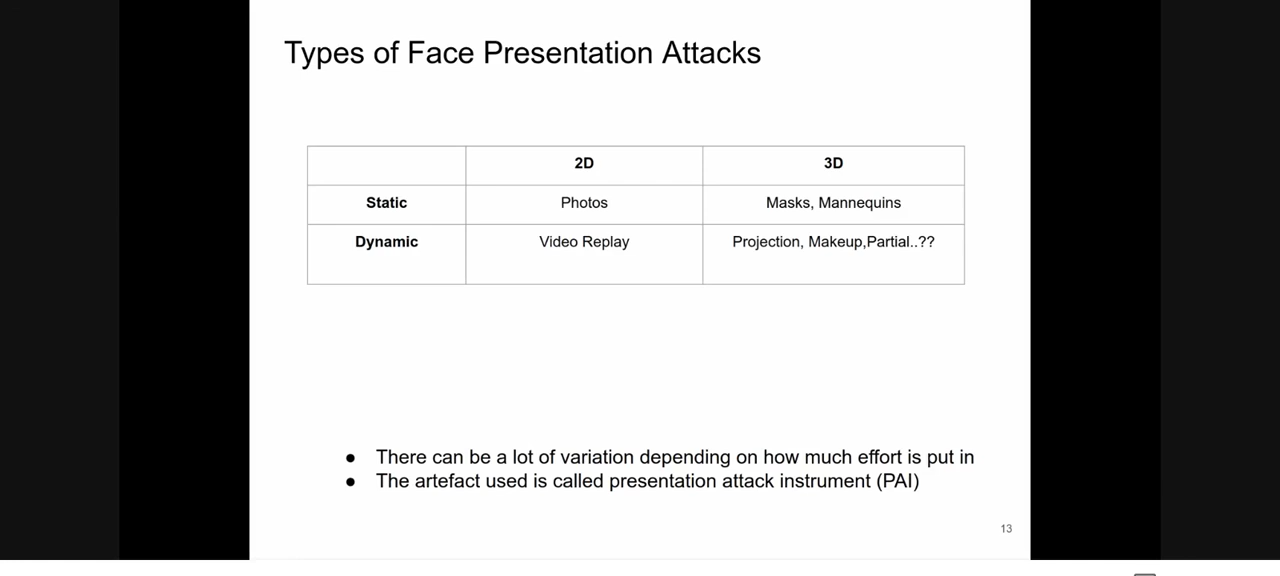 Types of Face Presentation Attacks
2D 3D
Static Photos Masks, Mannequins
Dynamic Video Replay Projection, Makeup,Partial..??
● There can be a lot of variation depending on how much effort is put in
● The artefact used is called presentation attack instrument (PAI)
13